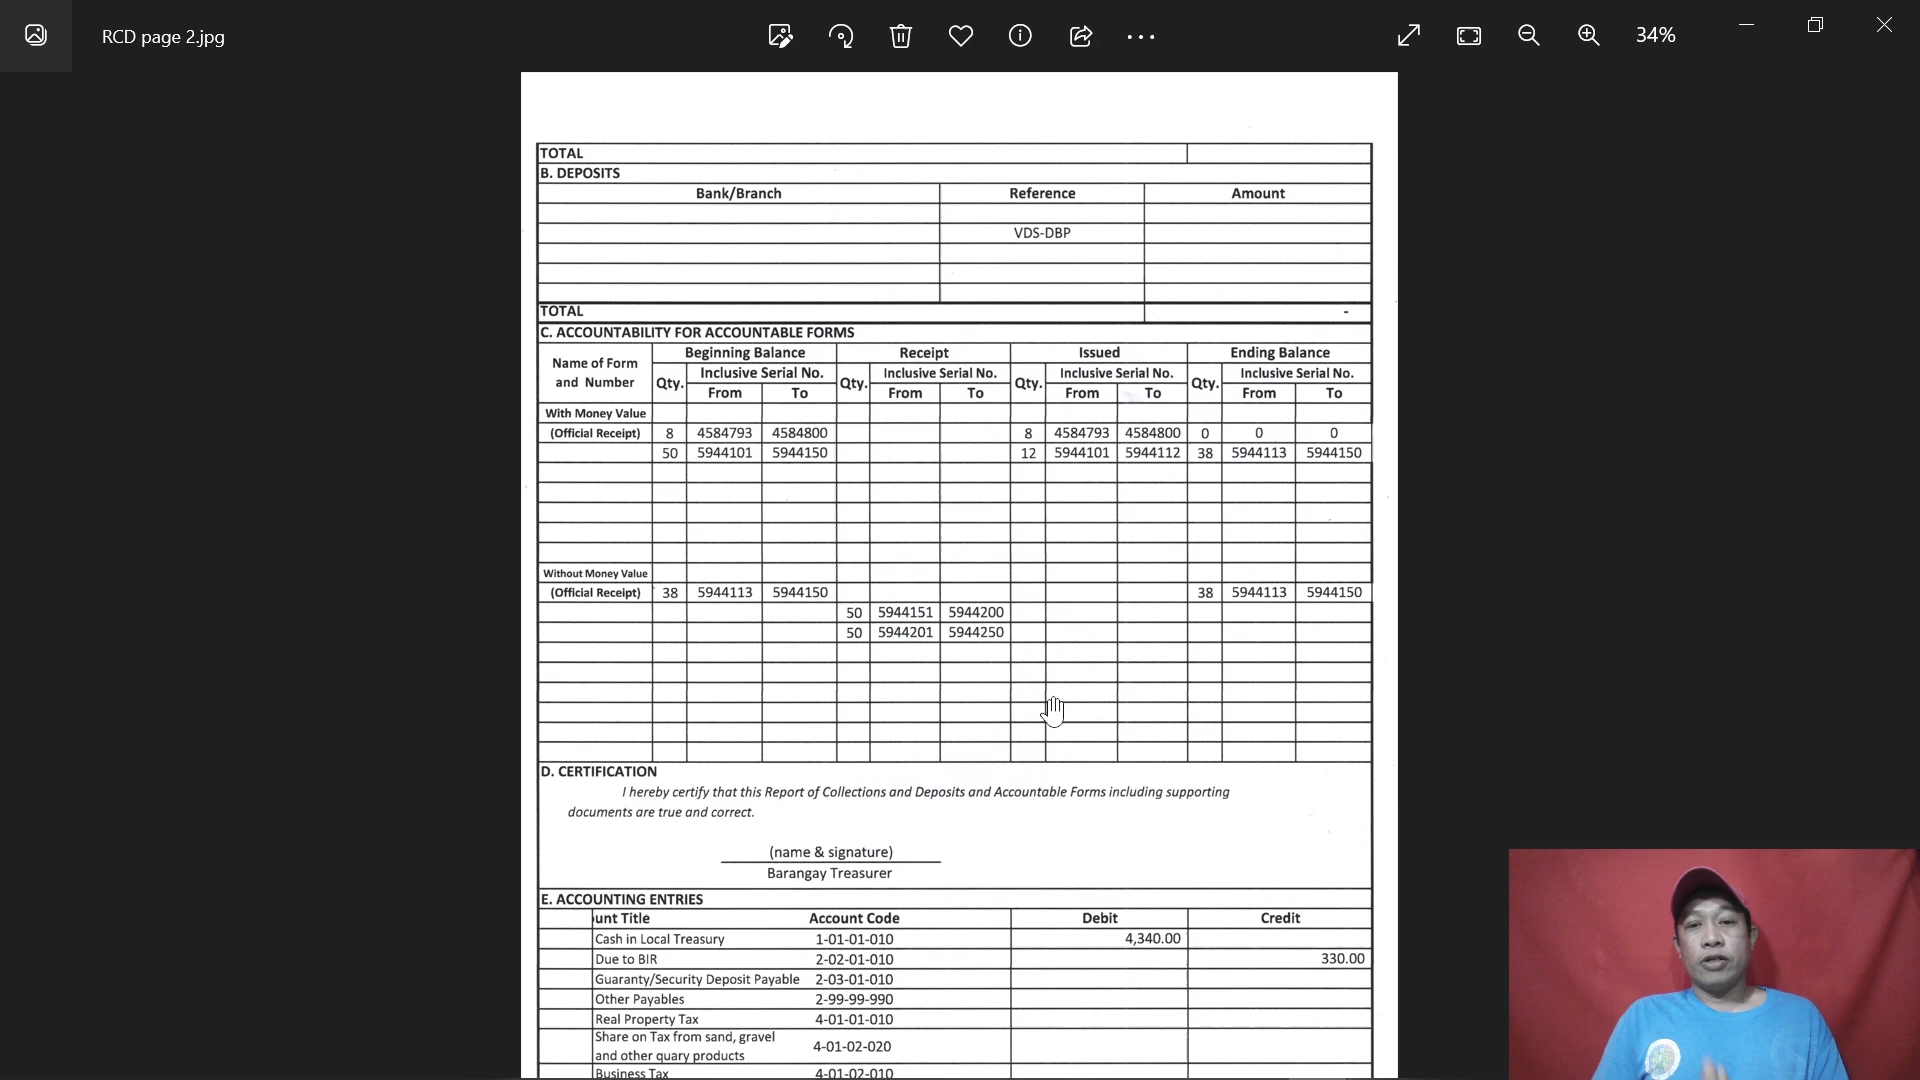 RCD page 2.jpg
34%
TOTAL
B. DEPOSITS
Bank/Branch Reference Amount
VDS-DBP
TOTAL -
C. ACCOUNTABILITY FOR ACCOUNTABLE FORMS
Name of Form and Number Beginning Balance Receipt Issued Ending Balance
Qty. Inclusive Serial No. Qty. Inclusive Serial No. Qty. Inclusive Serial No. Qty. Inclusive Serial No.
From To From To From To From To
With Money Value
(Official Receipt) 8 4584793 4584800 8 4584793 4584800 0 0 0
50 5944101 5944150 12 5944101 5944112 38 5944113 5944150
Without Money Value
(Official Receipt) 38 5944113 5944150 38 5944113 5944150
50 5944151 5944200
50 5944201 5944250
D. CERTIFICATION
I hereby certify that this Report of Collections and Deposits and Accountable Forms including supporting
documents are true and correct.
(name & signature)
Barangay Treasurer
E. ACCOUNTING ENTRIES
unt Title Account Code Debit Credit
Cash in Local Treasury 1-01-01-010 4,340.00
Due to BIR 2-02-01-010 330.00
Guaranty/Security Deposit Payable 2-03-01-010
Other Payables 2-99-99-990
Real Property Tax 4-01-01-010
Share on Tax from sand, gravel
and other quary products 4-01-02-020
Business Tax 4-01-02-010